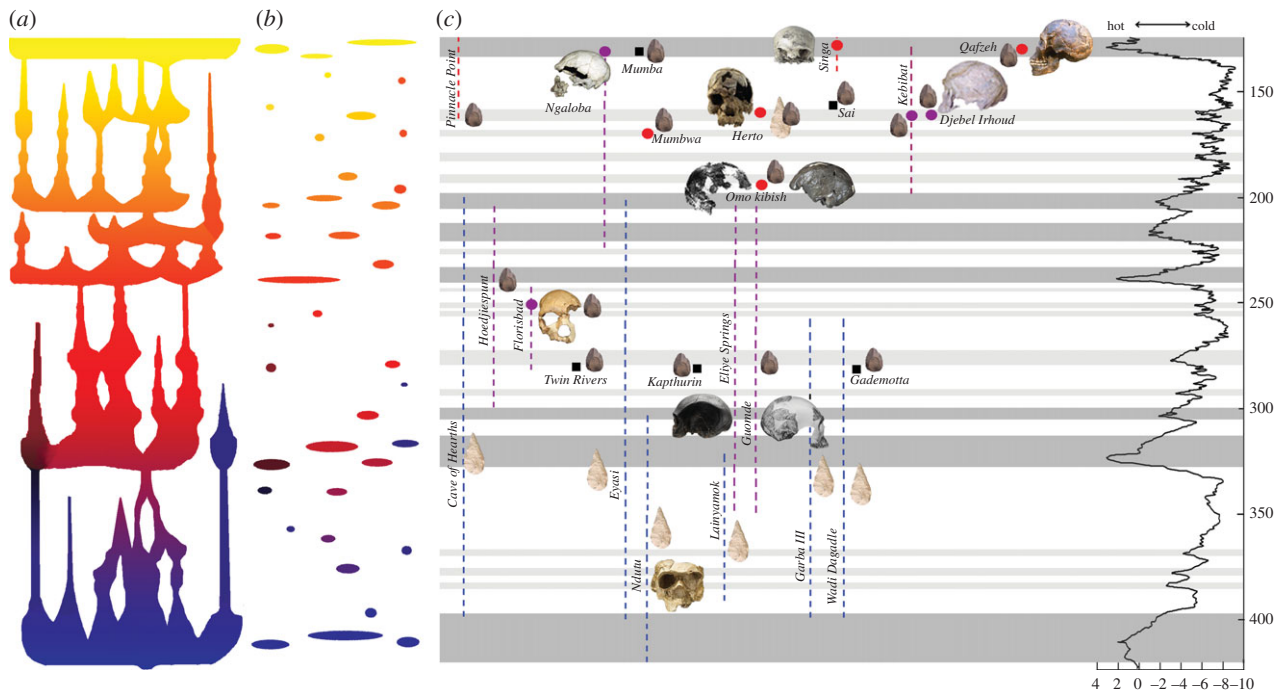 (a)
(b)
(c)
hot
cold
Pinnacle Point
Ngaloba
Mumba
Singa
Kebibat
Qafzeh
Mumbwa
Herto
Sai
Djebel Irhoud
150
Omo kibish
200
Hoedjiespunt
Florisbad
250
Twin Rivers
Kapthurin
Eliye Springs
Gademotta
300
Guomde
Cave of Hearths
Eyasi
Lainyamok
350
Ndutu
Garba III
Wadi Dagadle
400
4 2 0 –2 –4 –6 –8 –10